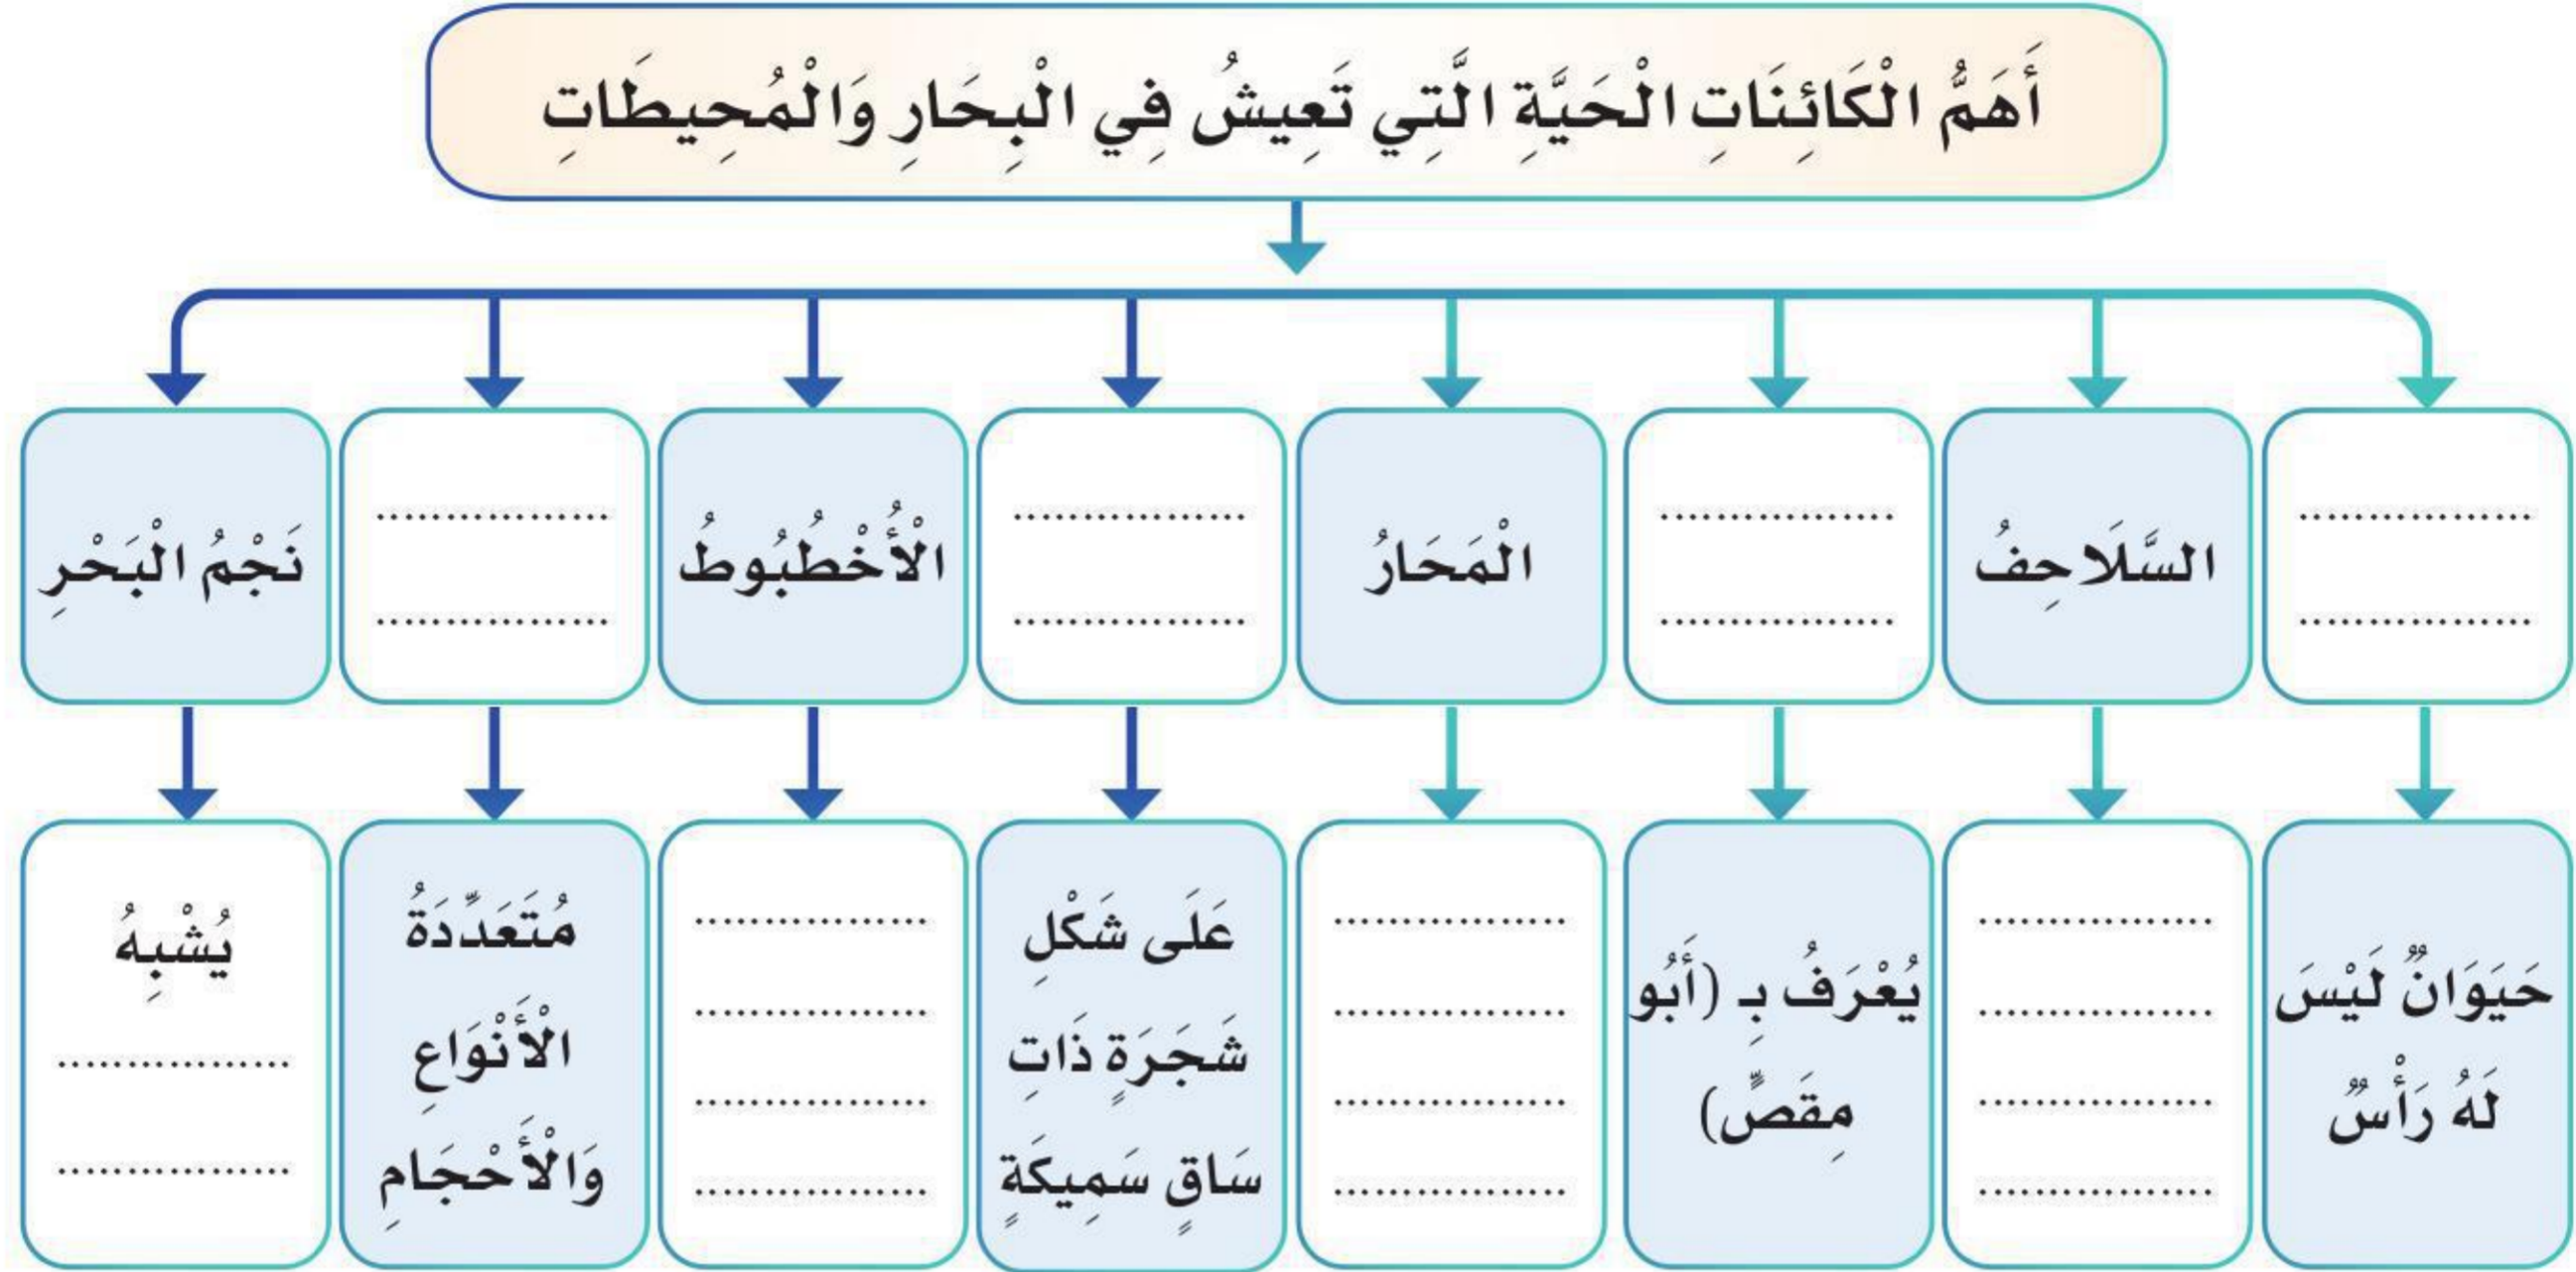 أَهَمُّ الْكَائِنَاتِ الْحَيَّةِ الَّتِي تَعِيشُ فِي الْبِحَارِ وَالْمُحِيطَاتِ
السَّلَاحِفُ
الْمَحَارُ
الْأُخْطُبُوطُ
نَجْمُ الْبَحْرِ
حَيَوَانٌ لَيْسَ
لَهُ رَأْسٌ
يُعْرَفُ بِـ (أَبُو
مِقَصٍّ)
عَلَى شَكْلِ
شَجَرَةٍ ذَاتِ
سَاقٍ سَمِيكَةٍ
مُتَعَدِّدَةُ
الْأَنْوَاعِ
وَالْأَحْجَامِ
يُشْبِهُ